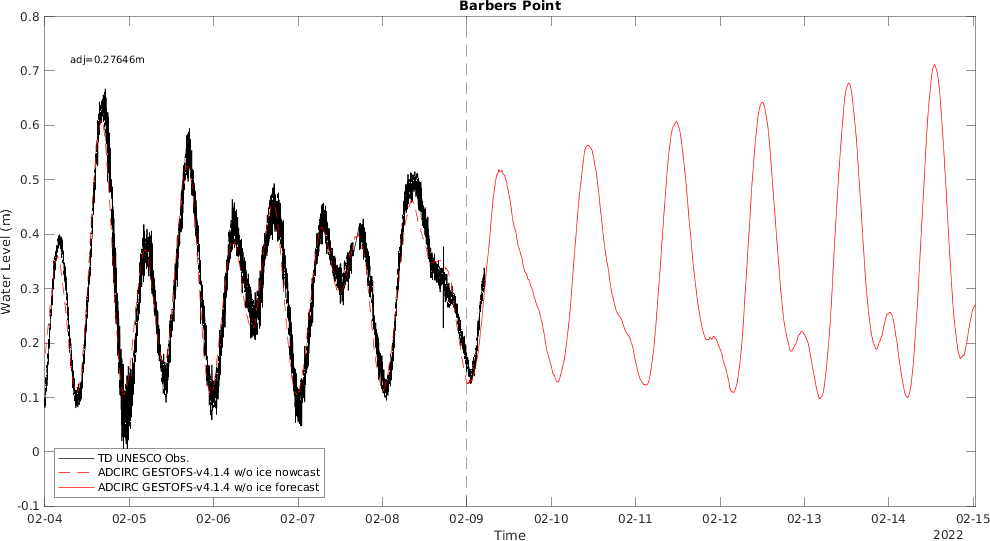 Barbers Point
0.8
0.7
0.6
0.5
0.4
0.3
0.2
0.1
0
-0.1
Water Level (m)
adj=0.27646m
TD UNESCO Obs.
ADCIRC GESTOFS-v4.1.4 w/o ice nowcast
ADCIRC GESTOFS-v4.1.4 w/o ice forecast
02-04 02-05 02-06 02-07 02-08 02-09 02-10 02-11 02-12 02-13 02-14 02-15
Time
2022